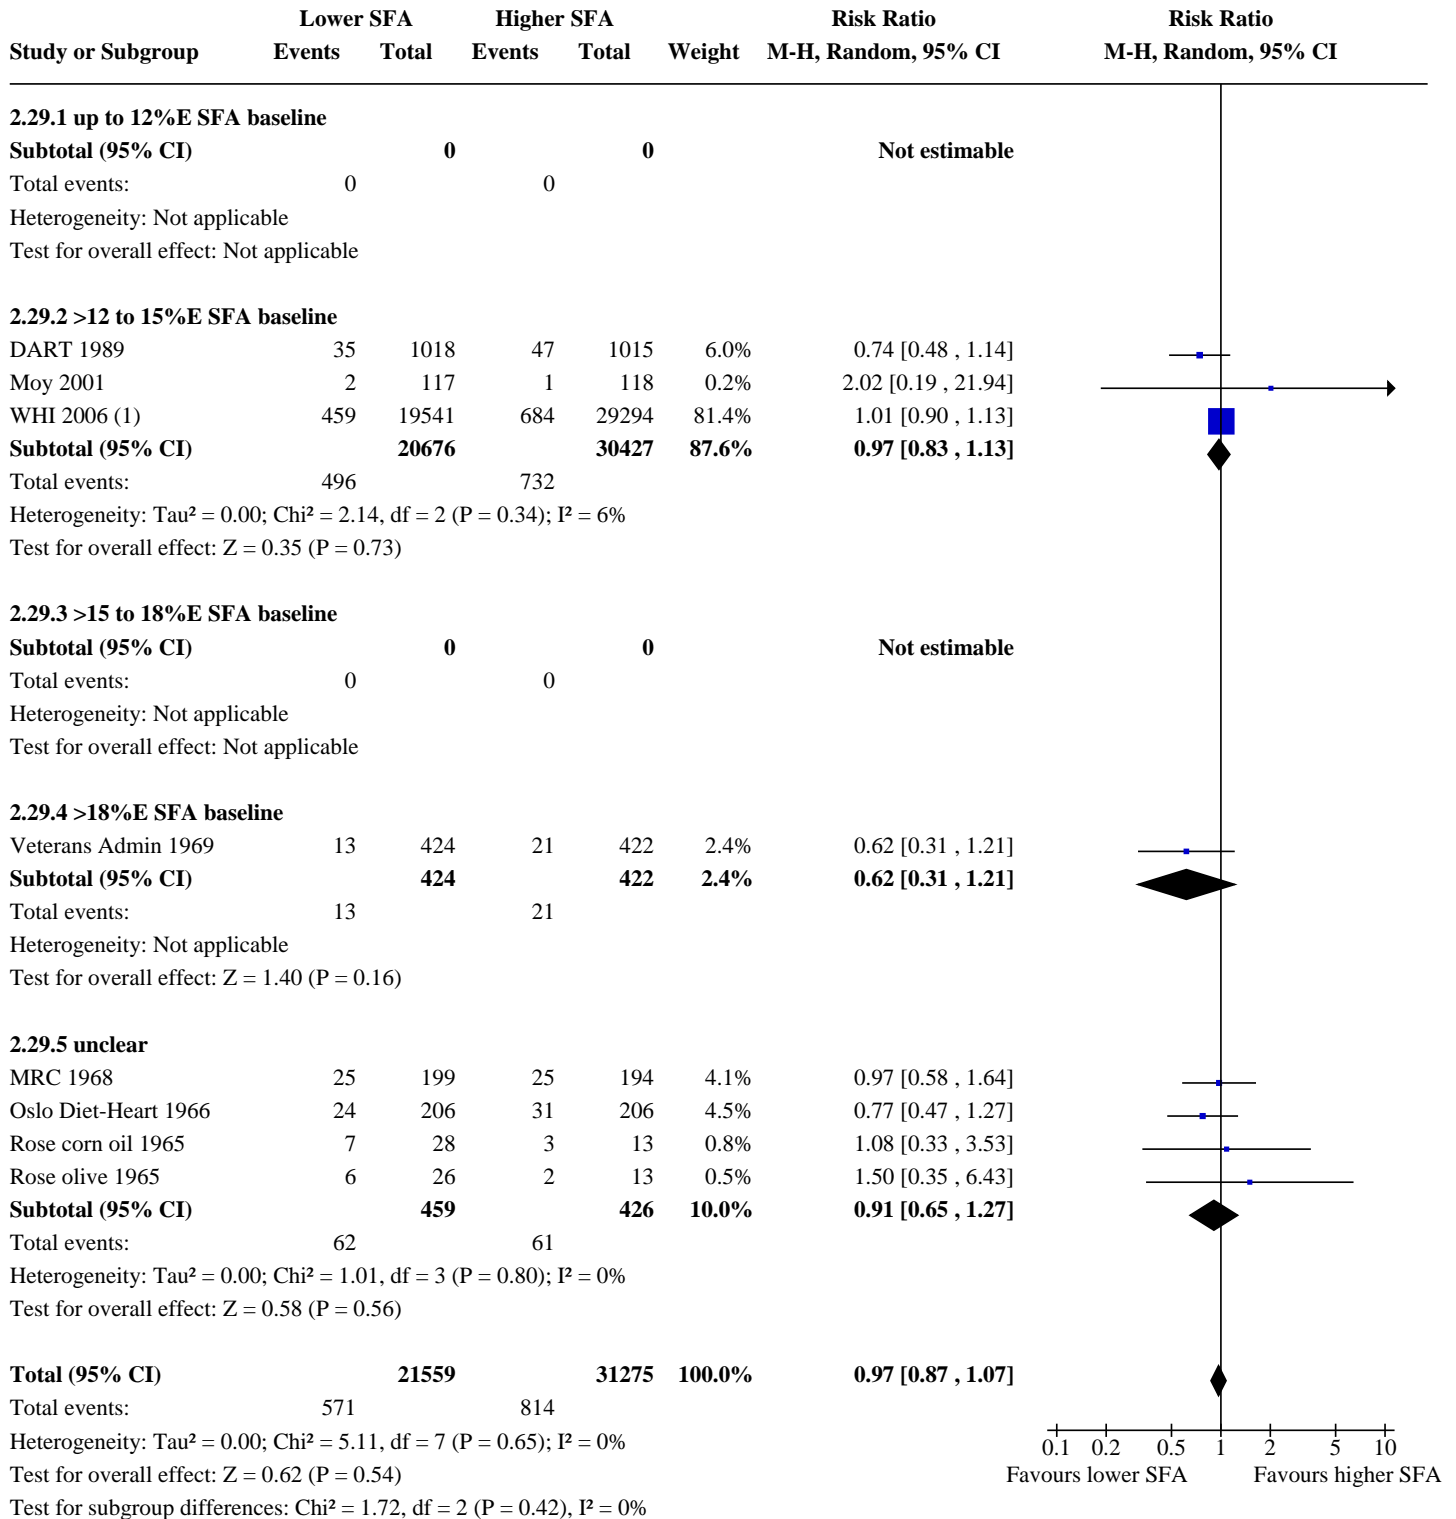 Lower SFA Higher SFA Risk Ratio Risk Ratio
Study or Subgroup Events Total Events Total Weight M-H, Random, 95% CI M-H, Random, 95% CI
2.29.1 up to 12%E SFA baseline
Subtotal (95% CI) 0 0 Not estimable
Total events: 0 0
Heterogeneity: Not applicable
Test for overall effect: Not applicable
2.29.2 >12 to 15%E SFA baseline
DART 1989 35 1018 47 1015 6.0% 0.74 [0.48 , 1.14]
Moy 2001 2 117 1 118 0.2% 2.02 [0.19 , 21.94]
WHI 2006 (1) 459 19541 684 29294 81.4% 1.01 [0.90 , 1.13]
Subtotal (95% CI) 20676 30427 87.6% 0.97 [0.83 , 1.13]
Total events: 496 732
Heterogeneity: Tau² = 0.00; Chi² = 2.14, df = 2 (P = 0.34); I² = 6%
Test for overall effect: Z = 0.35 (P = 0.73)
2.29.3 >15 to 18%E SFA baseline
Subtotal (95% CI) 0 0 Not estimable
Total events: 0 0
Heterogeneity: Not applicable
Test for overall effect: Not applicable
2.29.4 >18%E SFA baseline
Veterans Admin 1969 13 424 21 422 2.4% 0.62 [0.31 , 1.21]
Subtotal (95% CI) 424 422 2.4% 0.62 [0.31 , 1.21]
Total events: 13 21
Heterogeneity: Not applicable
Test for overall effect: Z = 1.40 (P = 0.16)
2.29.5 unclear
MRC 1968 25 199 25 194 4.1% 0.97 [0.58 , 1.64]
Oslo Diet-Heart 1966 24 206 31 206 4.5% 0.77 [0.47 , 1.27]
Rose corn oil 1965 7 28 3 13 0.8% 1.08 [0.33 , 3.53]
Rose olive 1965 6 26 2 13 0.5% 1.50 [0.35 , 6.43]
Subtotal (95% CI) 459 426 10.0% 0.91 [0.65 , 1.27]
Total events: 62 61
Heterogeneity: Tau² = 0.00; Chi² = 1.01, df = 3 (P = 0.80); I² = 0%
Test for overall effect: Z = 0.58 (P = 0.56)
Total (95% CI) 21559 31275 100.0% 0.97 [0.87 , 1.07]
Total events: 571 814
Heterogeneity: Tau² = 0.00; Chi² = 5.11, df = 7 (P = 0.65); I² = 0%
0.1 0.2 0.5 1 2 5 10
Test for overall effect: Z = 0.62 (P = 0.54)
Favours lower SFA Favours higher SFA
Test for subgroup differences: Chi² = 1.72, df = 2 (P = 0.42), I² = 0%